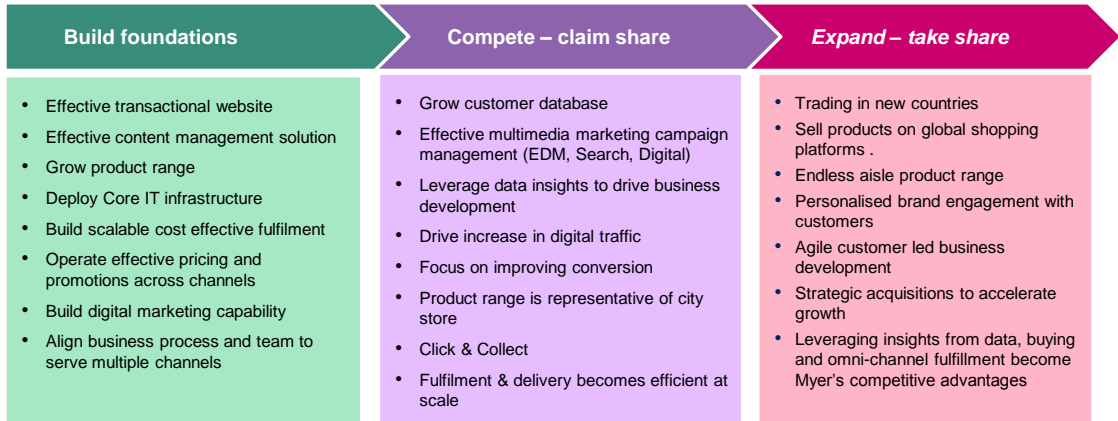 Build foundations
Compete – claim share
Expand – take share
• Effective transactional website
• Effective content management solution
• Grow product range
• Deploy Core IT infrastructure
• Build scalable cost effective fulfilment
• Operate effective pricing and
promotions across channels
• Build digital marketing capability
• Align business process and team to
serve multiple channels
• Grow customer database
• Effective multimedia marketing campaign
management (EDM, Search, Digital)
• Leverage data insights to drive business
development
• Drive increase in digital traffic
• Focus on improving conversion
• Product range is representative of city
store
• Click & Collect
• Fulfilment & delivery becomes efficient at
scale
• Trading in new countries
• Sell products on global shopping
platforms .
• Endless aisle product range
• Personalised brand engagement with
customers
• Agile customer led business
development
• Strategic acquisitions to accelerate
growth
• Leveraging insights from data, buying
and omni-channel fulfillment become
Myer's competitive advantages